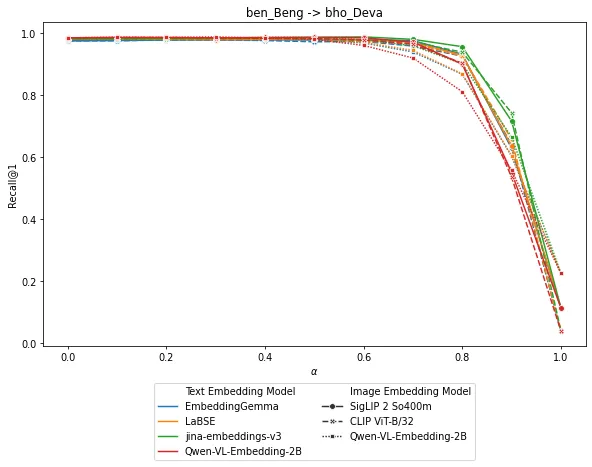 ben_Beng -> bho_Deva
1.0
0.8
0.6
0.4
0.2
0.0
Recall@1
0.0 0.2 0.4 0.6 0.8 1.0
α
Text Embedding Model
EmbeddingGemma
LaBSE
jina-embeddings-v3
Qwen-VL-Embedding-2B
Image Embedding Model
SigLIP 2 So400m
CLIP ViT-B/32
Qwen-VL-Embedding-2B